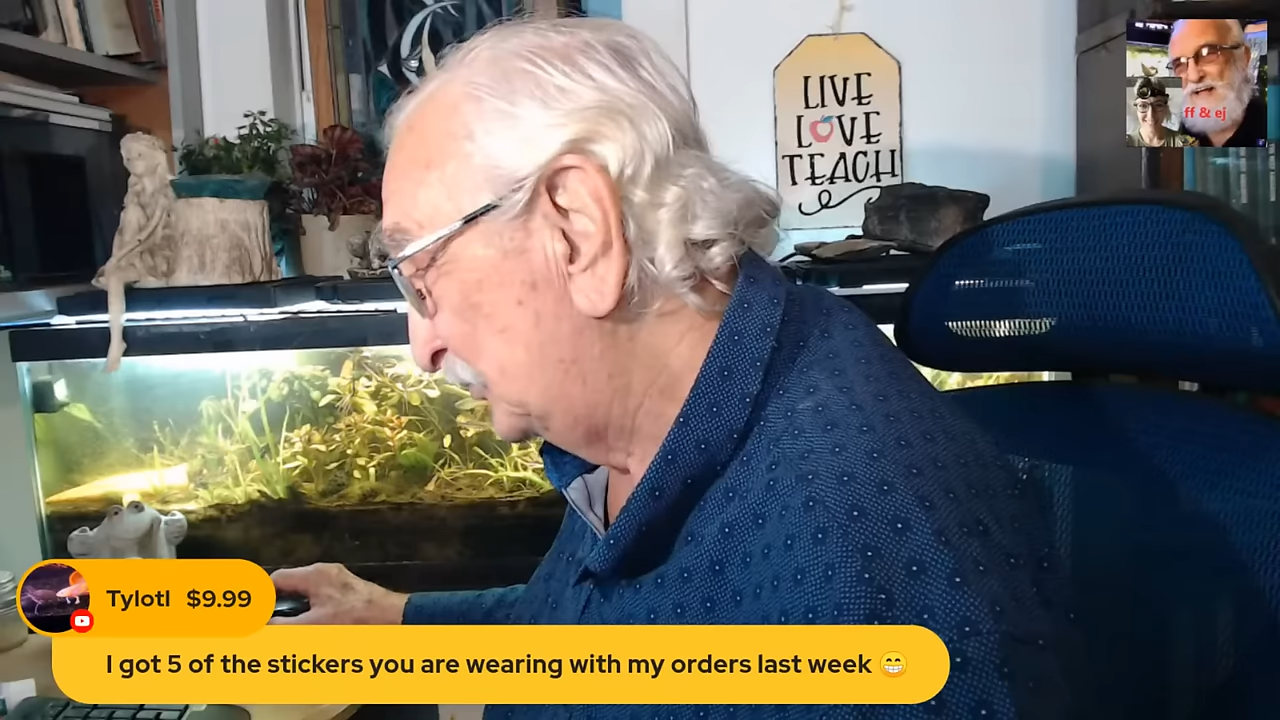 LIVE
LOVE
TEACH
ff & ej
Tylotl $9.99
I got 5 of the stickers you are wearing with my orders last week 😁